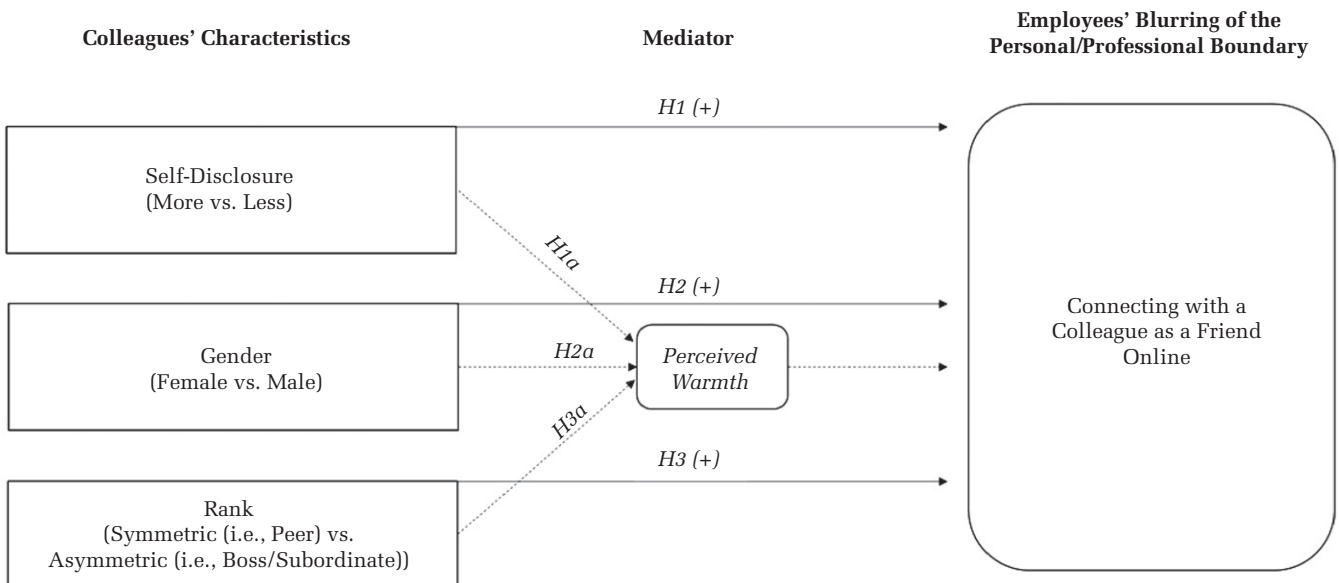 Colleagues' Characteristics
Mediator
Employees' Blurring of the
Personal/Professional Boundary
H1 (+)
Self-Disclosure
(More vs. Less)
H1a
H2 (+)
Gender
(Female vs. Male)
H2a
Perceived
Warmth
Connecting with a
Colleague as a Friend
Online
H3a
H3 (+)
Rank
(Symmetric (i.e., Peer) vs.
Asymmetric (i.e., Boss/Subordinate))